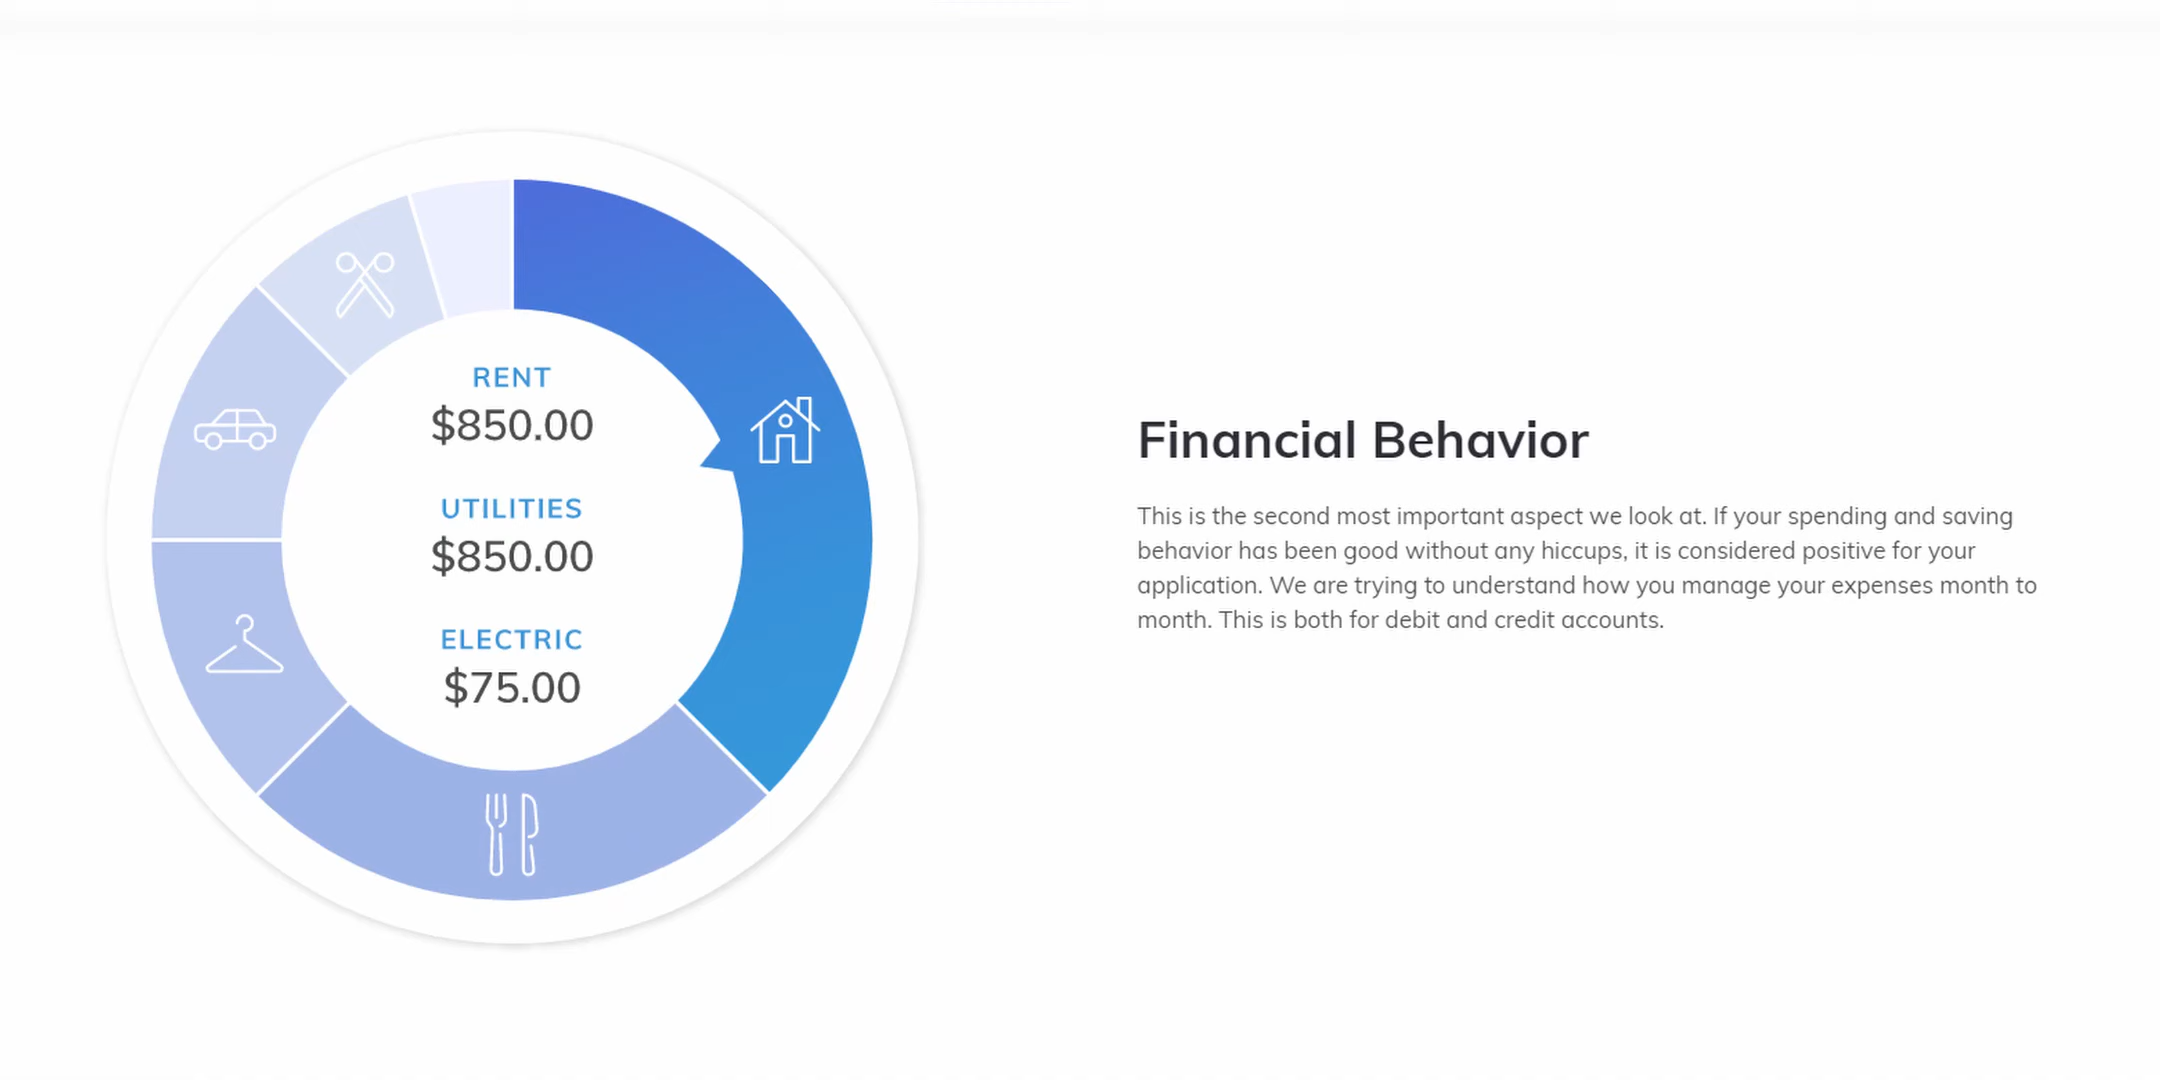 RENT
$850.00
UTILITIES
$850.00
ELECTRIC
$75.00
Financial Behavior
This is the second most important aspect we look at. If your spending and saving
behavior has been good without any hiccups, it is considered positive for your
application. We are trying to understand how you manage your expenses month to
month. This is both for debit and credit accounts.